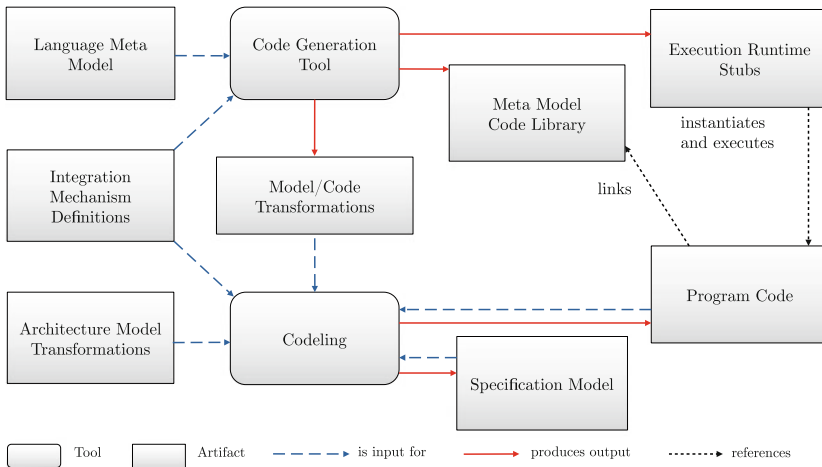 Language Meta
Model
Code Generation
Tool
Execution Runtime
Stubs
Meta Model
Code Library
instantiates
and executes
Integration
Mechanism
Definitions
Model/Code
Transformations
links
Program Code
Architecture Model
Transformations
Codeling
Specification Model
Tool
Artifact
is input for
produces output
references